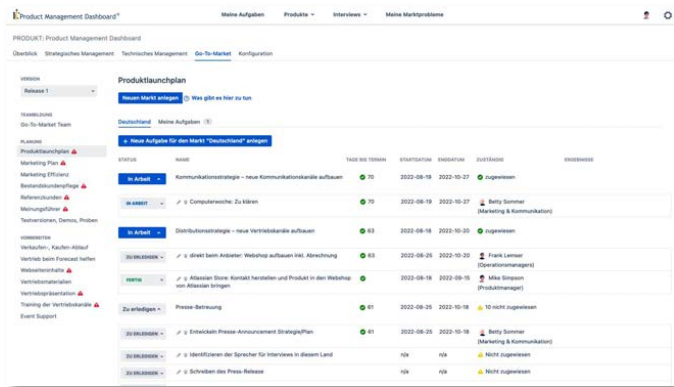 Product Management Dashboard®
Meine Aufgaben Produkte Interviews Meine Marktprobleme
PRODUKT: Product Management Dashboard
Überblick Strategisches Management Technisches Management Go-To-Market Konfiguration
VERSION
Release 1
TEAMBILDUNG
Go-To-Market Team
PLANUNG
Produktlaunchplan
Marketing Plan
Marketing Effizienz
Bestandskundenpflege
Referenzkunden
Meinungsführer
Testversionen, Demos, Proben
VORBEREITEN
Verkaufen-, Kaufen-Ablauf
Vertrieb beim Forecast helfen
Webseiteninhalte
Vertriebsmaterialien
Vertriebspräsentation
Training der Vertriebskanäle
Event Support
Produktlaunchplan
Neuen Markt anlegen Was gibt es hier zu tun
Deutschland Meine Aufgaben 1
+ Neue Aufgabe für den Markt "Deutschland" anlegen
STATUS NAME TAGE BIS TERMIN STARTDATUM ENDDATUM ZUSTÄNDIG ERGEBNISSE
In Arbeit Kommunikationsstrategie – neue Kommunikationskanäle aufbauen 70 2022-08-19 2022-10-27 zugewiesen
IN ARBEIT Computerwoche: Zu klären 70 2022-08-19 2022-10-27 Betty Sommer
(Marketing & Kommunikation)
In Arbeit Distributionsstrategie – neue Vertriebskanäle aufbauen 63 2022-08-18 2022-10-20 zugewiesen
ZU ERLEDIGEN direkt beim Anbieter: Webshop aufbauen inkl. Abrechnung 63 2022-08-25 2022-10-20 Frank Lemser
(Operationsmanagers)
FERTIG Atlassian Store: Kontakt herstellen und Produkt in den Webshop 2022-08-18 2022-09-15 Mike Simpson
von Atlassian bringen (Produktmanager)
Zu erledigen Presse-Betreuung 61 2022-08-25 2022-10-18 10 nicht zugewiesen
ZU ERLEDIGEN Entwickeln Presse-Announcement Strategie/Plan 61 2022-08-25 2022-10-18 Betty Sommer
(Marketing & Kommunikation)
ZU ERLEDIGEN Identifizieren der Sprecher für Interviews in diesem Land n/a n/a Nicht zugewiesen
ZU ERLEDIGEN Schreiben des Press-Release n/a n/a Nicht zugewiesen